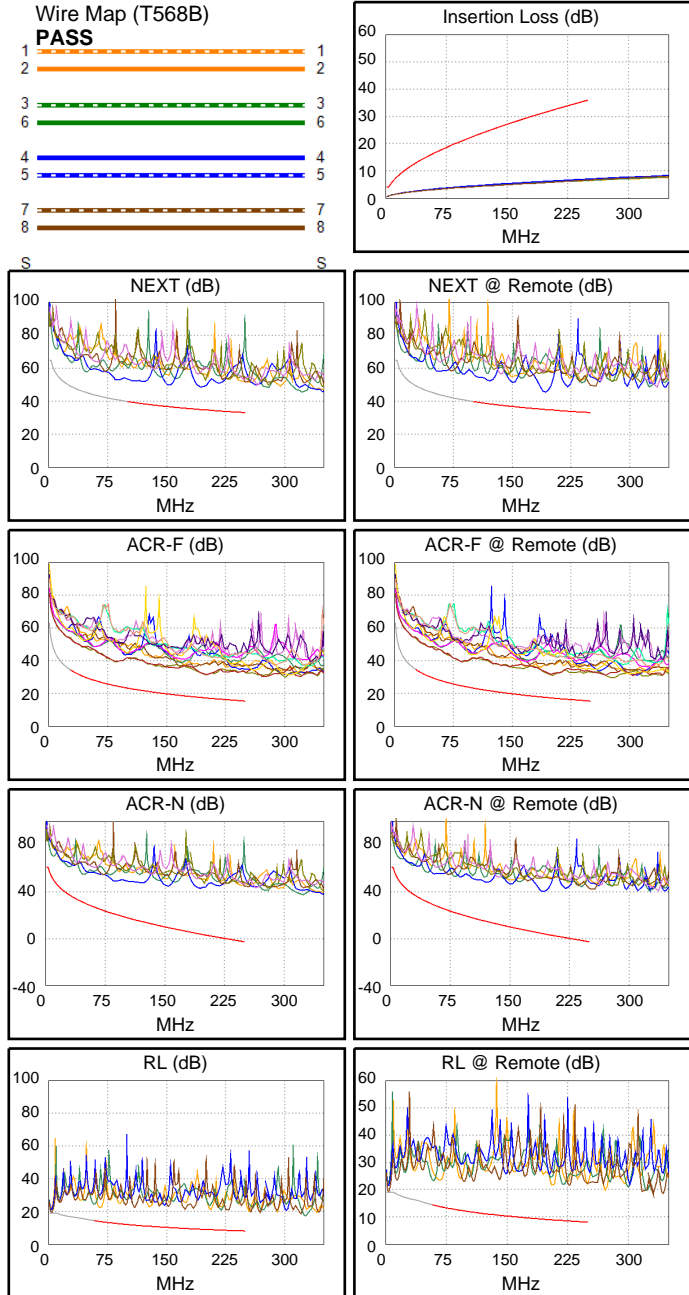 Wire Map (T568B)
PASS
1 1
2 2
3 3
6 6
4 4
5 5
7 7
8 8
S S
Insertion Loss (dB)
60
50
40
30
20
10
0
0 75 150 225 300
MHz
NEXT (dB)
100
80
60
40
20
0
0 75 150 225 300
MHz
NEXT @ Remote (dB)
100
80
60
40
20
0
0 75 150 225 300
MHz
ACR-F (dB)
100
80
60
40
20
0
0 75 150 225 300
MHz
ACR-F @ Remote (dB)
100
80
60
40
20
0
0 75 150 225 300
MHz
ACR-N (dB)
80
40
0
-40
0 75 150 225 300
MHz
ACR-N @ Remote (dB)
80
40
0
-40
0 75 150 225 300
MHz
RL (dB)
100
80
60
40
20
0
0 75 150 225 300
MHz
RL @ Remote (dB)
60
50
40
30
20
10
0
0 75 150 225 300
MHz